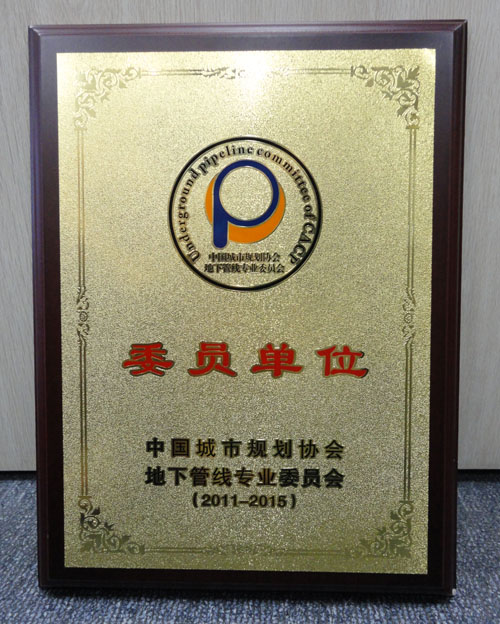 Underground pipeline committee of CACP
中国城市规划协会
地下管线专业委员会
委员单位
中国城市规划协会
地下管线专业委员会
(2011-2015)